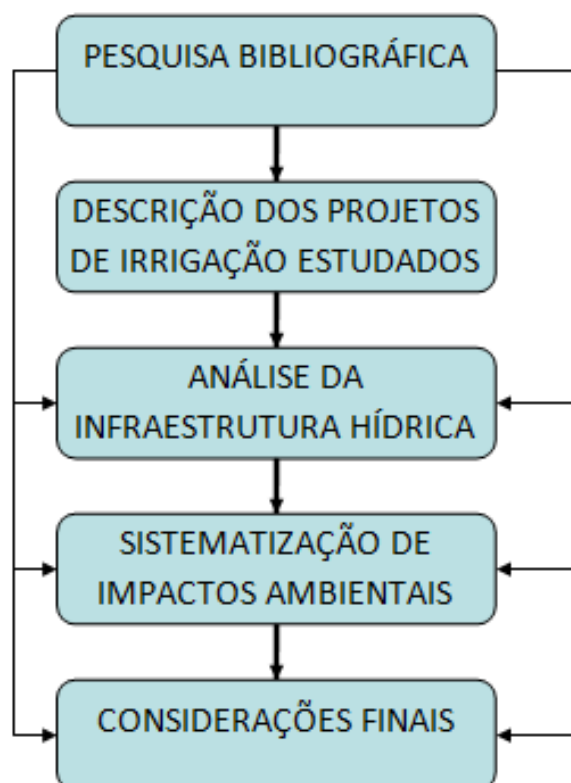 PESQUISA BIBLIOGRÁFICA
DESCRIÇÃO DOS PROJETOS
DE IRRIGAÇÃO ESTUDADOS
ANÁLISE DA
INFRAESTRUTURA HÍDRICA
SISTEMATIZAÇÃO DE
IMPACTOS AMBIENTAIS
CONSIDERAÇÕES FINAIS